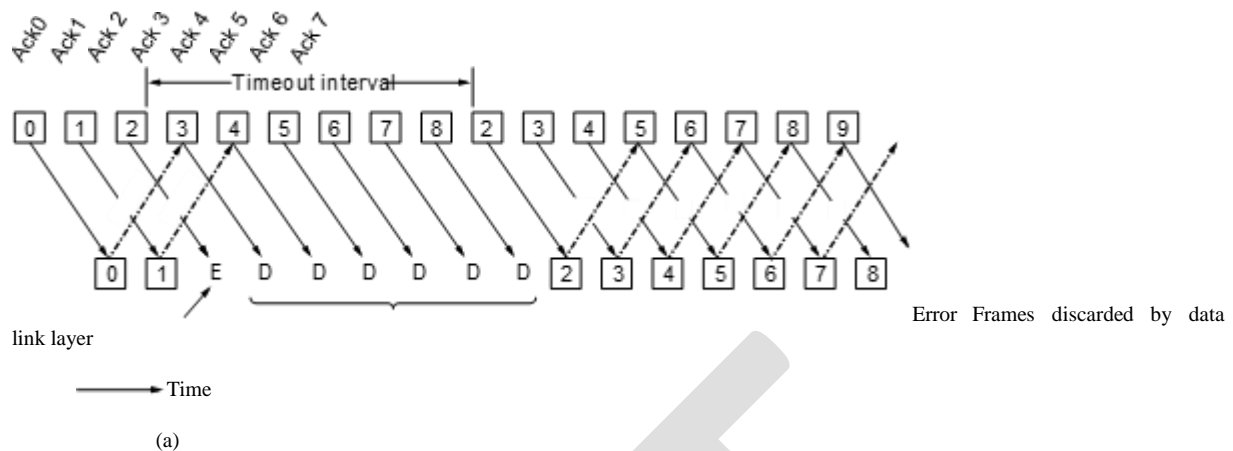 Ack0 Ack1 Ack 2 Ack 3 Ack 4 Ack 5 Ack 6 Ack 7
Timeout interval
0 1 2 3 4 5 6 7 8 2 3 4 5 6 7 8 9
0 1 E D D D D D D 2 3 4 5 6 7 8
Error Frames discarded by data
link layer
Time
(a)